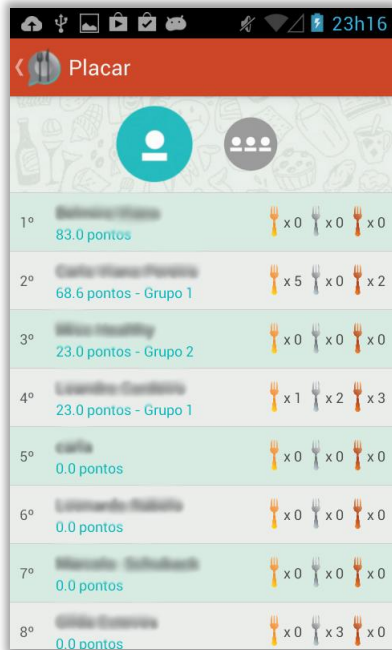 23h16
Placar
1º
83.0 pontos
x 0 x 0 x 0
2º
68.6 pontos - Grupo 1
x 5 x 0 x 2
3º
23.0 pontos - Grupo 2
x 0 x 0 x 0
4º
23.0 pontos - Grupo 1
x 1 x 2 x 3
5º
0.0 pontos
x 0 x 0 x 0
6º
0.0 pontos
x 0 x 0 x 0
7º
0.0 pontos
x 0 x 0 x 0
8º
0.0 pontos
x 0 x 3 x 0